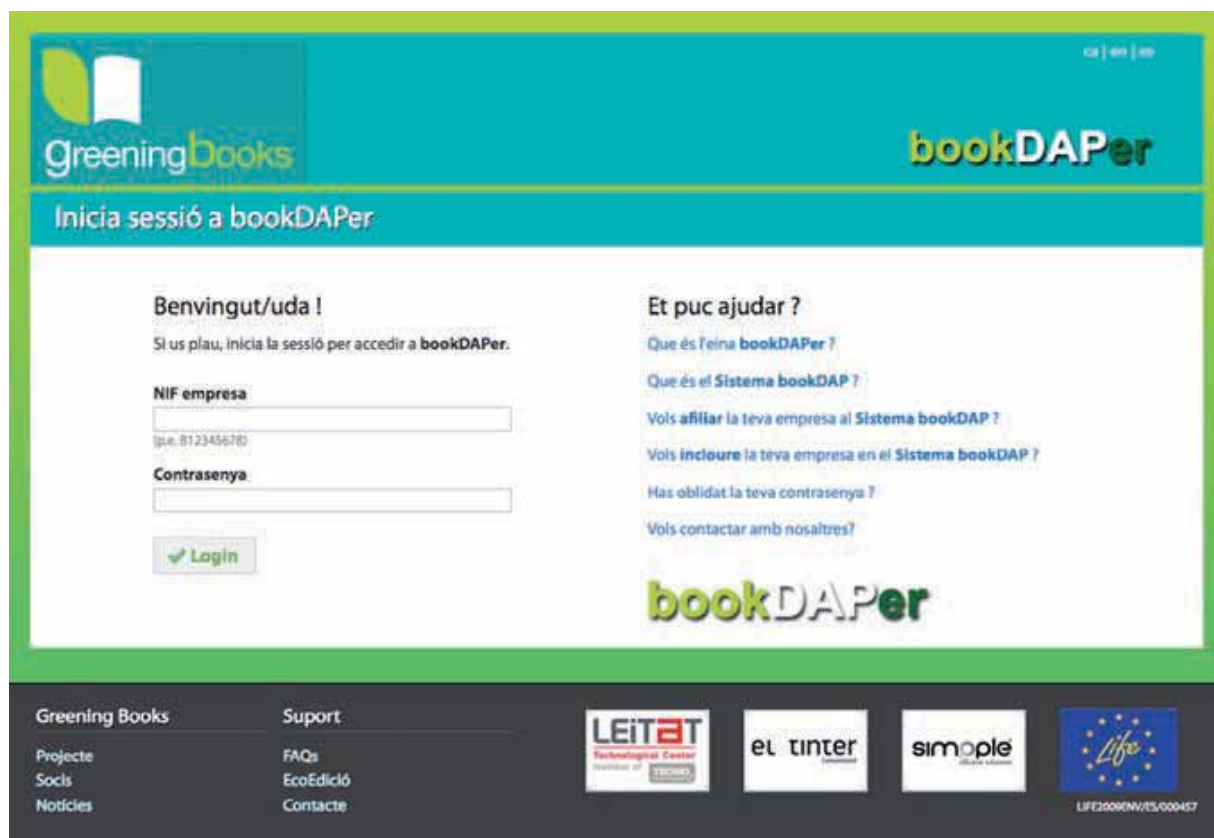 ca | en | es
greeningbooks
bookDAPer
Inicia sessió a bookDAPer
Benvingut/uda !
Si us plau, inicia la sessió per accedir a bookDAPer.
NIF empresa
(p.e. B12345678)
Contrasenya
Login
Et puc ajudar ?
Que és l'eina bookDAPer ?
Que és el Sistema bookDAP ?
Vols afiliar la teva empresa al Sistema bookDAP ?
Vols incloure la teva empresa en el Sistema bookDAP ?
Has oblidat la teva contrasenya ?
Vols contactar amb nosaltres?
bookDAPer
Greening Books
Projecte
Socis
Notícies
Suport
FAQs
EcoEdició
Contacte
LEiTAT
Technological Center
member of TECNIO
el tinter
simpple
Life
LIFE2009ENV/ES/000457